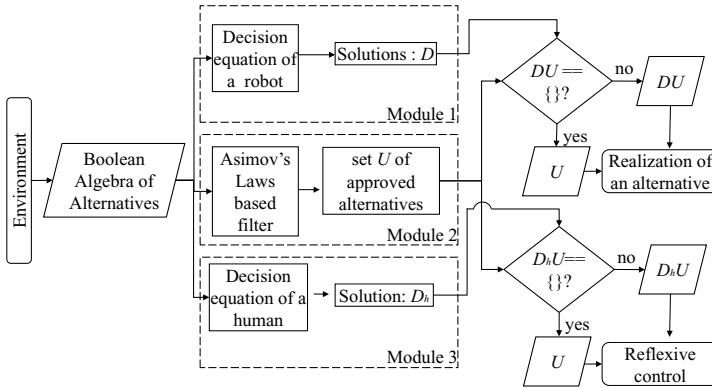 Environment
Boolean
Algebra of
Alternatives
Decision
equation of
a robot
Solutions : D
Module 1
Asimov's
Laws
based
filter
set U of
approved
alternatives
Module 2
Decision
equation of a
human
Solution: Dh
Module 3
DU ==
{}?
no
DU
yes
U
Realization of
an alternative
DhU==
{}?
no
DhU
yes
U
Reflexive
control